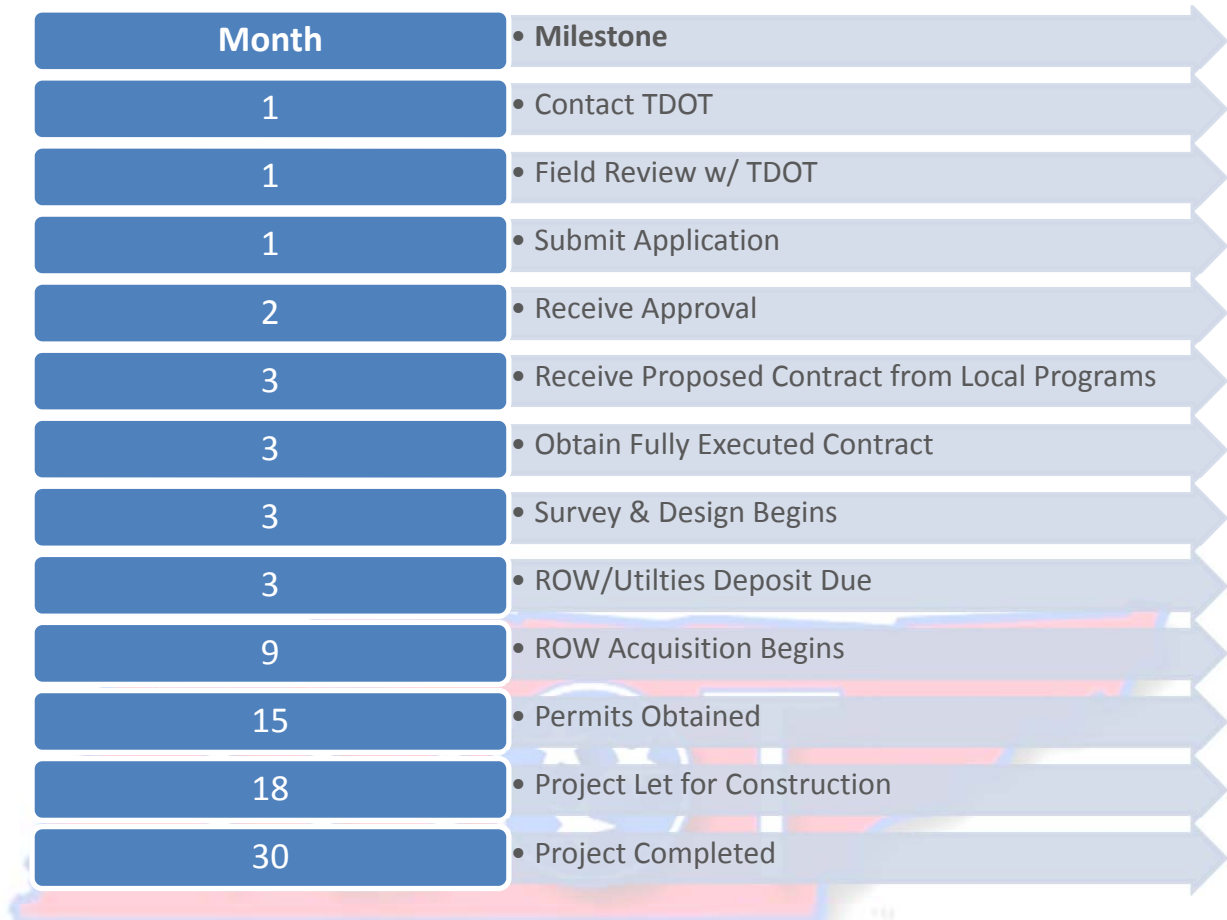 Month • Milestone
1 • Contact TDOT
1 • Field Review w/ TDOT
1 • Submit Application
2 • Receive Approval
3 • Receive Proposed Contract from Local Programs
3 • Obtain Fully Executed Contract
3 • Survey & Design Begins
3 • ROW/Utilties Deposit Due
9 • ROW Acquisition Begins
15 • Permits Obtained
18 • Project Let for Construction
30 • Project Completed